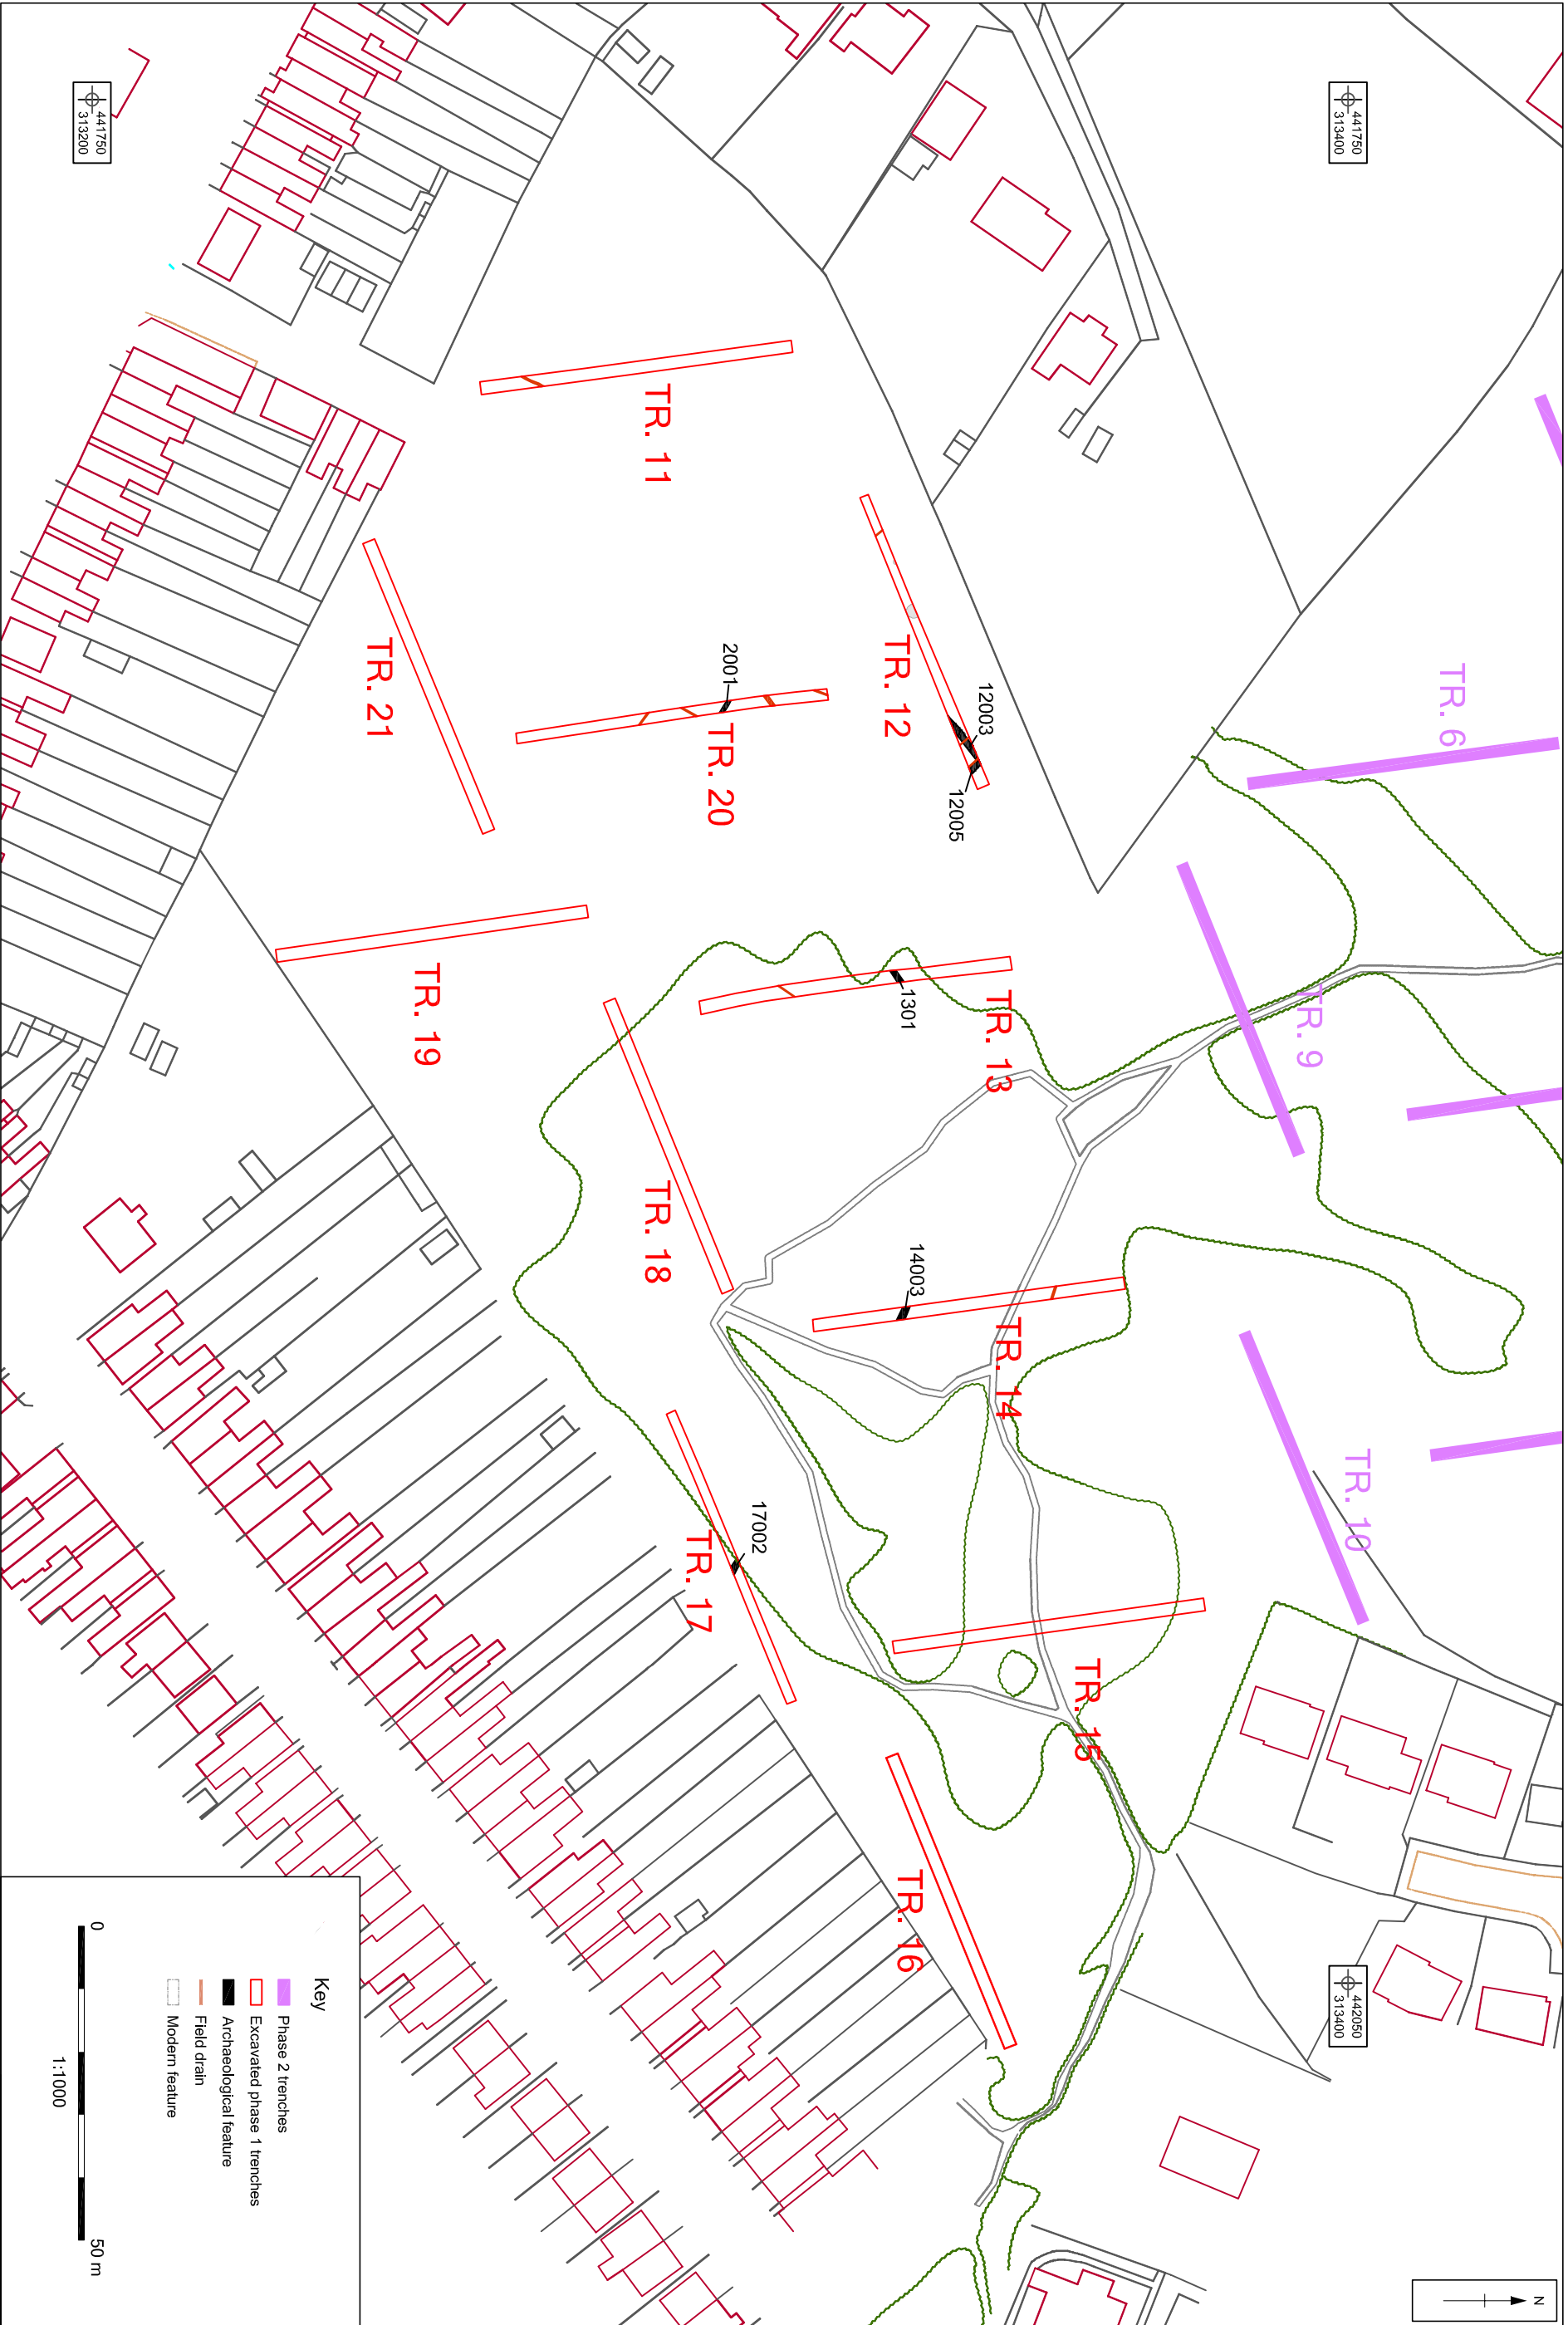 441750
313400
441750
313200
442050
313400
N
TR. 6
TR. 9
TR. 10
TR. 11
TR. 12
12003
12005
TR. 13
1301
TR. 14
14003
TR. 15
TR. 16
TR. 17
17002
TR. 18
TR. 19
TR. 20
2001
TR. 21
Key
Phase 2 trenches
Excavated phase 1 trenches
Archaeological feature
Field drain
Modern feature
0
50 m
1:1000